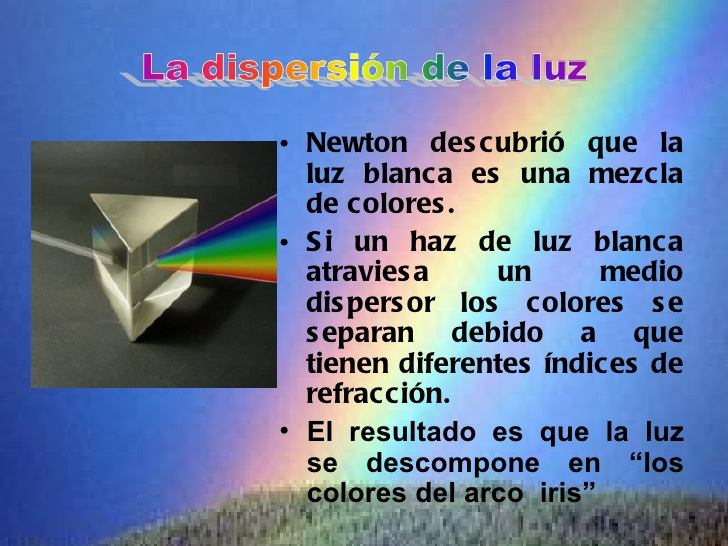 La dispersión de la luz
• Newton descubrió que la
luz blanca es una mezcla
de colores.
• Si un haz de luz blanca
atraviesa un medio
dispersor los colores se
separan debido a que
tienen diferentes índices de
refracción.
• El resultado es que la luz
se descompone en “los
colores del arco iris”